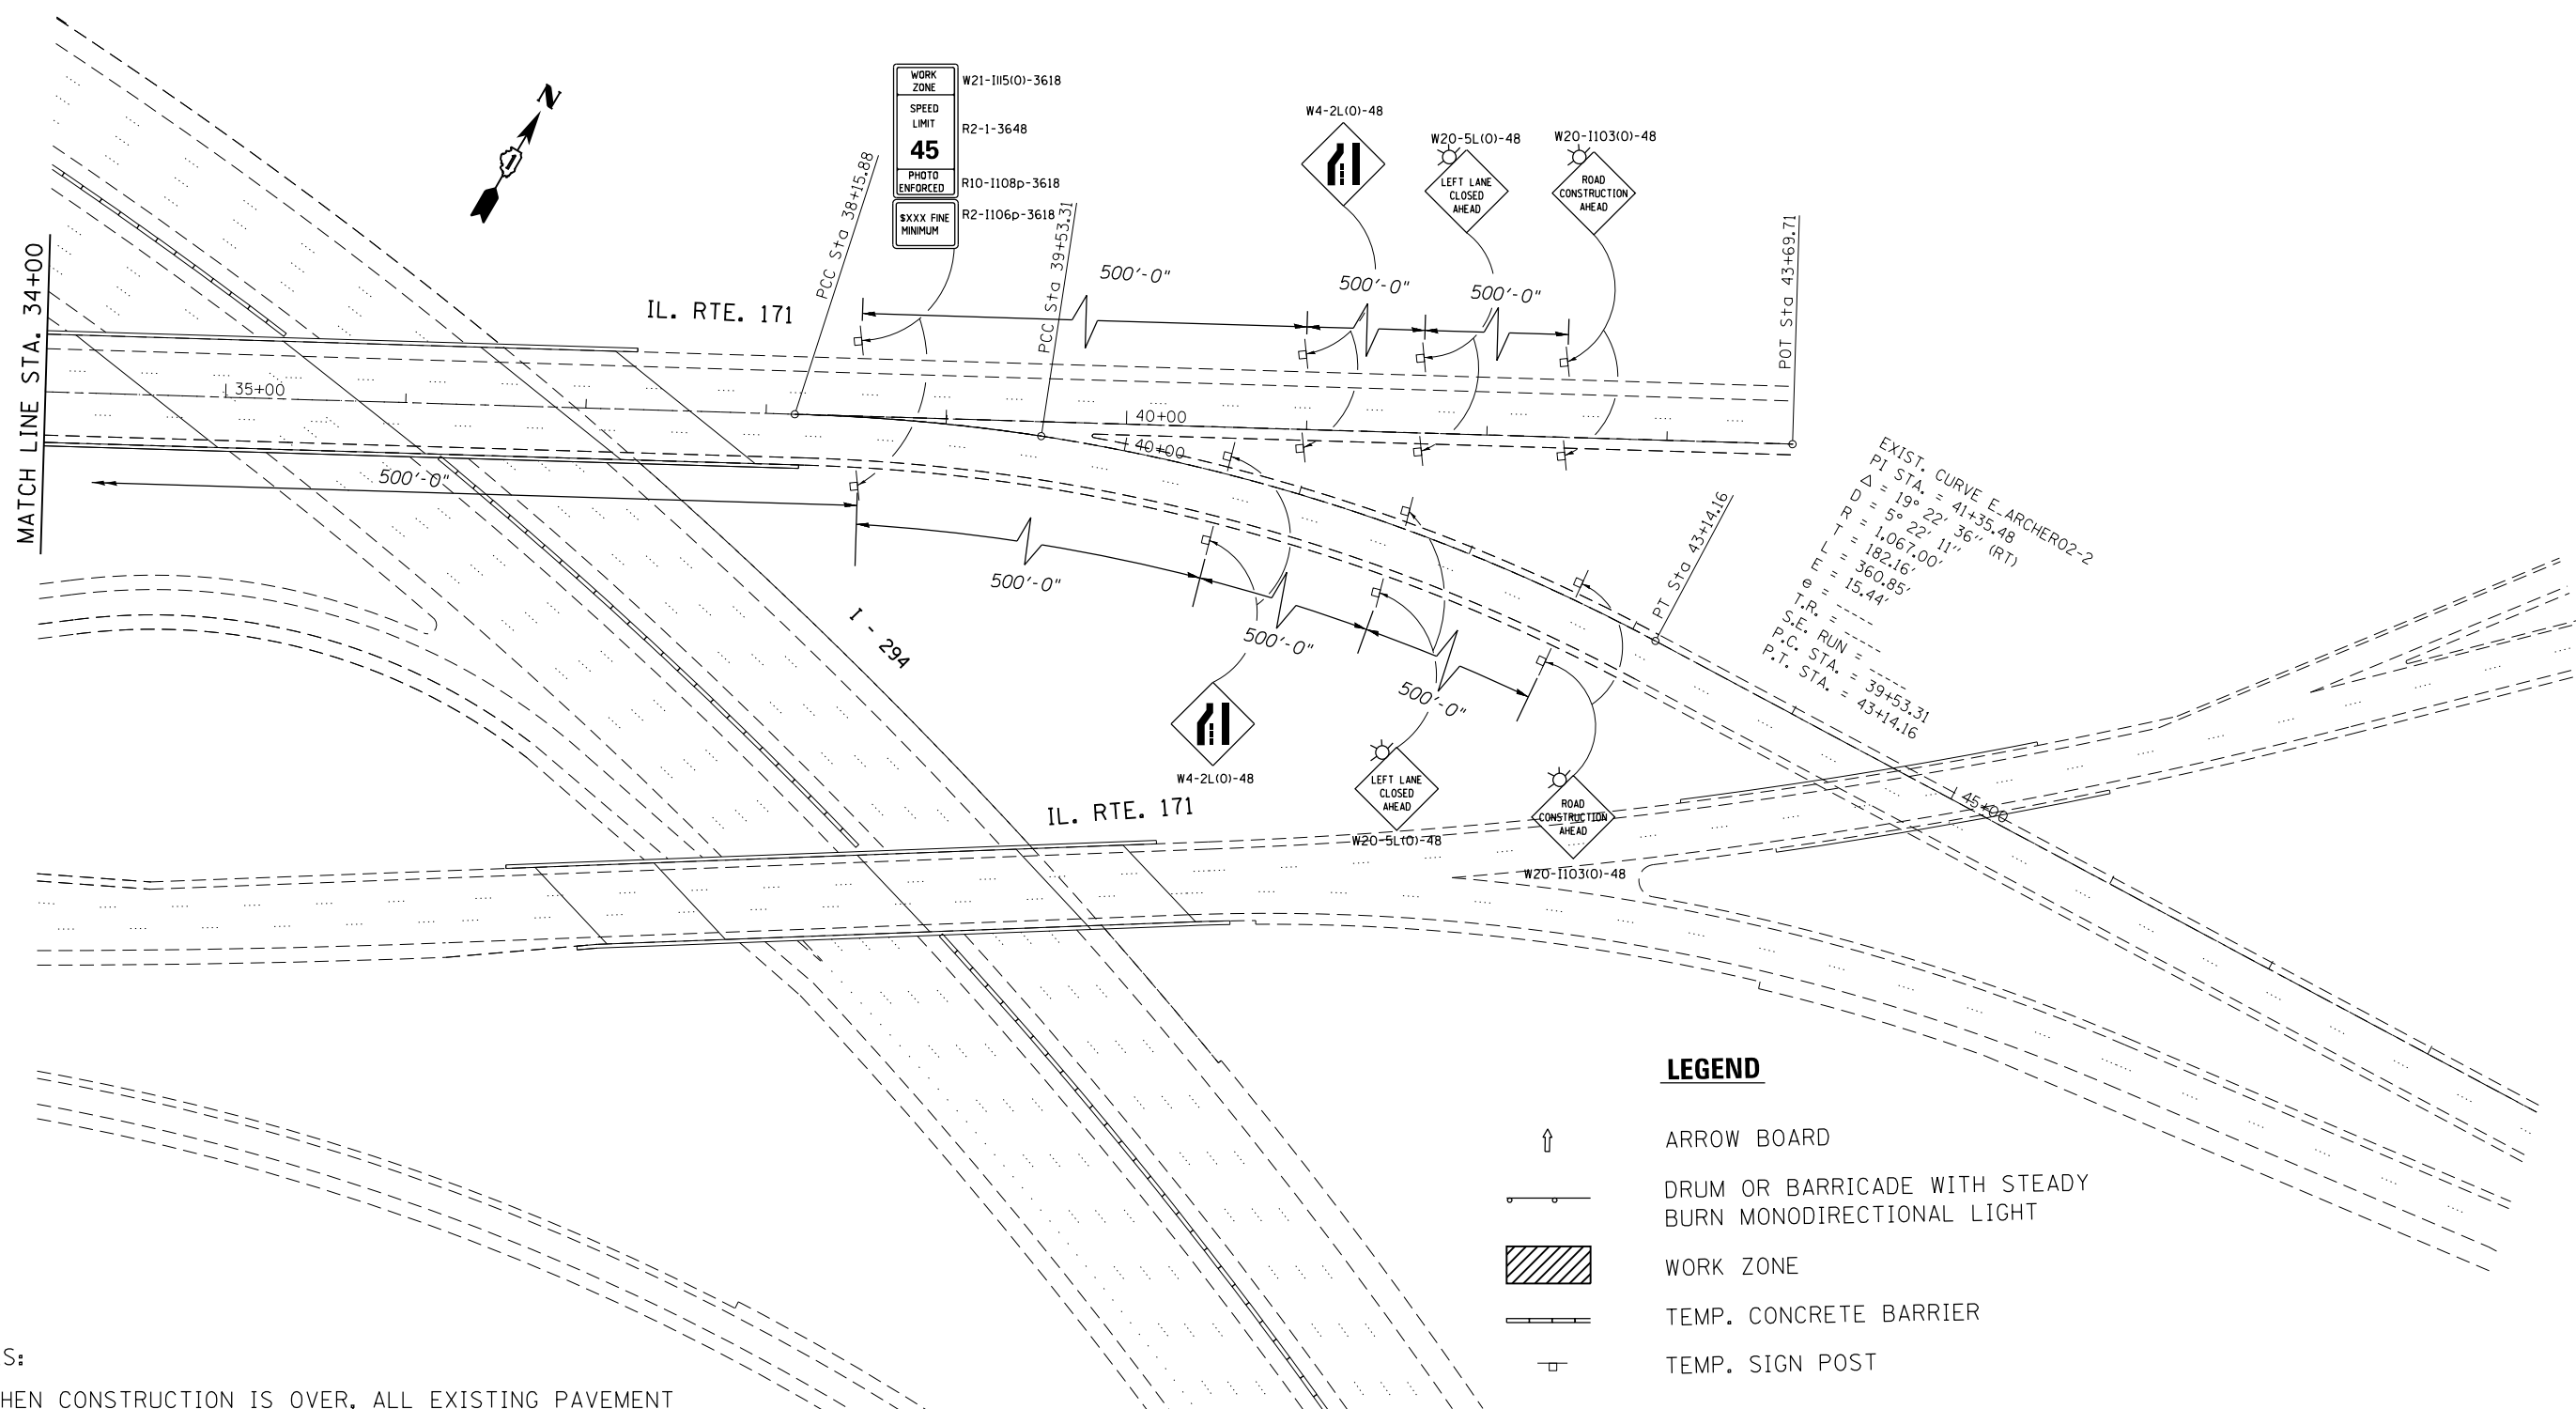 N
1
WORK
ZONE
SPEED
LIMIT
45
PHOTO
ENFORCED
$XXX FINE
MINIMUM
W21-I115(O)-3618
R2-1-3648
R10-I108p-3618
R2-I106p-3618
W4-2L(O)-48
W20-5L(O)-48
LEFT LANE
CLOSED
AHEAD
W20-I103(O)-48
ROAD
CONSTRUCTION
AHEAD
MATCH LINE STA. 34+00
IL. RTE. 171
PCC Sta 38+15.88
PCC Sta 39+53.31
POT Sta 43+69.71
500'-0"
500'-0"
500'-0"
35+00
40+00
40+00
500'-0"
500'-0"
500'-0"
500'-0"
I - 294
PT Sta 43+14.16
EXIST. CURVE E_ARCHER02-2
PI STA. = 41+35.48
Δ = 19° 22' 36" (RT)
D = 5° 22' 11"
R = 1,067.00'
T = 182.16'
L = 360.85'
E = 15.44'
e = -----
T.R. = -----
S.E. RUN = -----
P.C. STA. = 39+53.31
P.T. STA. = 43+14.16
W4-2L(O)-48
LEFT LANE
CLOSED
AHEAD
W20-5L(O)-48
ROAD
CONSTRUCTION
AHEAD
W20-I103(O)-48
IL. RTE. 171
45+00
LEGEND
ARROW BOARD
DRUM OR BARRICADE WITH STEADY
BURN MONODIRECTIONAL LIGHT
WORK ZONE
TEMP. CONCRETE BARRIER
TEMP. SIGN POST
S:
HEN CONSTRUCTION IS OVER, ALL EXISTING PAVEMENT